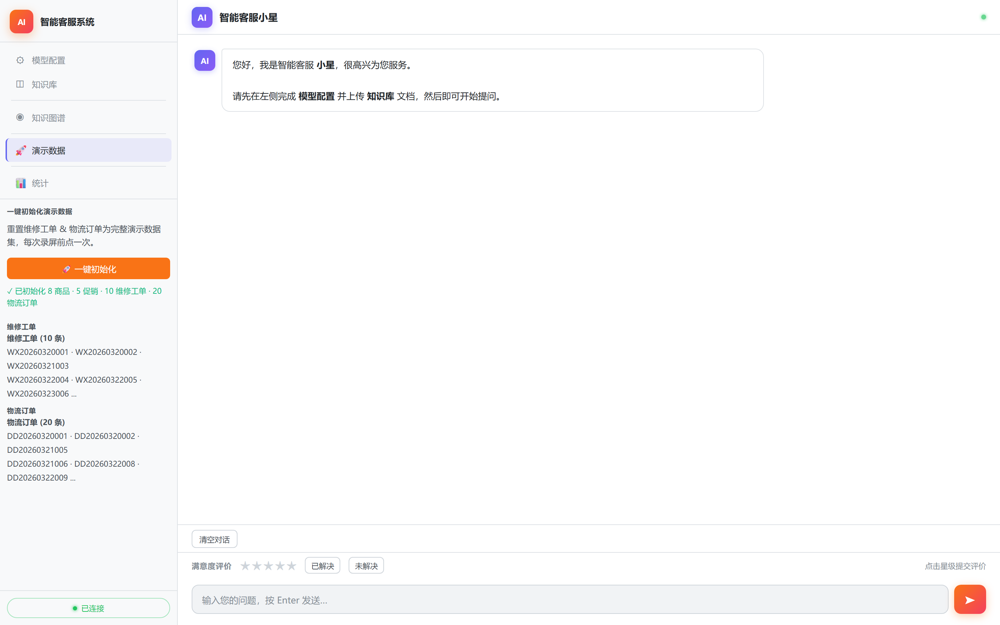 AI 智能客服系统
模型配置
知识库
知识图谱
演示数据
统计
一键初始化演示数据
重置维修工单 & 物流订单为完整演示数据
集，每次录屏前点一次。
一键初始化
✓ 已初始化 8 商品 · 5 促销 · 10 维修工单 · 20
物流订单
维修工单
维修工单 (10 条)
WX20260320001 · WX20260320002 ·
WX20260321003
WX20260322004 · WX20260322005 ·
WX20260323006 ...
物流订单
物流订单 (20 条)
DD20260320001 · DD20260320002 ·
DD20260321005
DD20260321006 · DD20260322008 ·
DD20260322009 ...
已连接
AI 智能客服小星
AI
您好，我是智能客服 小星，很高兴为您服务。
请先在左侧完成 模型配置 并上传 知识库 文档，然后即可开始提问。
清空对话
满意度评价 ★★★★★ 已解决 未解决 点击星级提交评价
输入您的问题，按 Enter 发送...